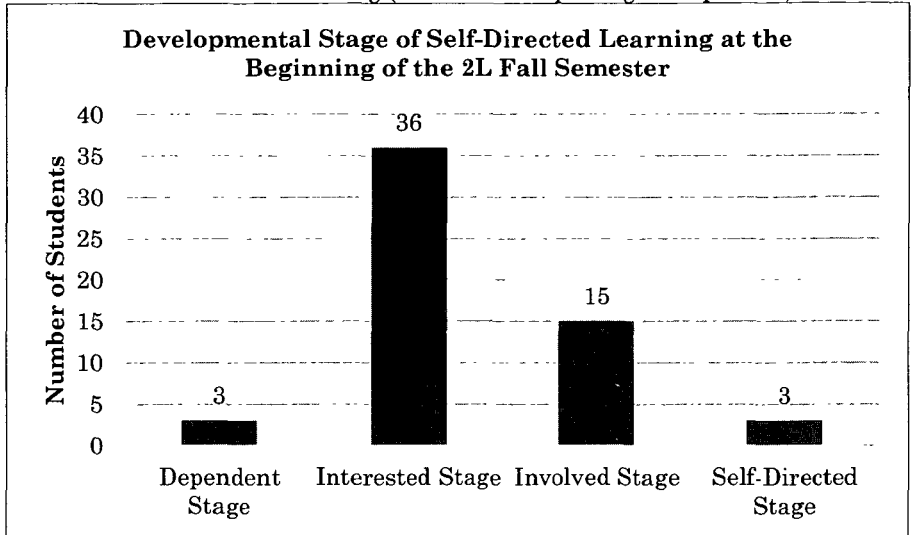 Developmental Stage of Self-Directed Learning at the
Beginning of the 2L Fall Semester
Number of Students
40
35
30
25
20
15
10
5
0
3
36
15
3
Dependent
Stage
Interested Stage
Involved Stage
Self-Directed
Stage